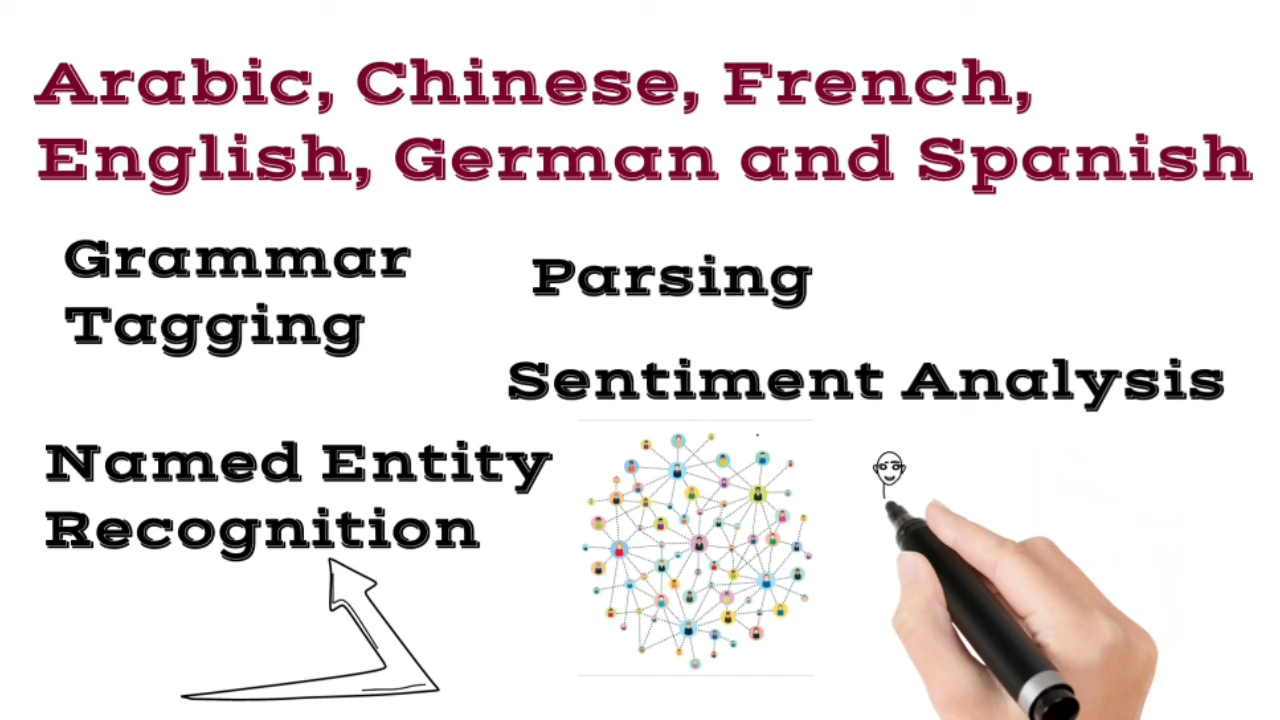 Arabic, Chinese, French,
English, German and Spanish
Grammar
Tagging
Parsing
Sentiment Analysis
Named Entity
Recognition